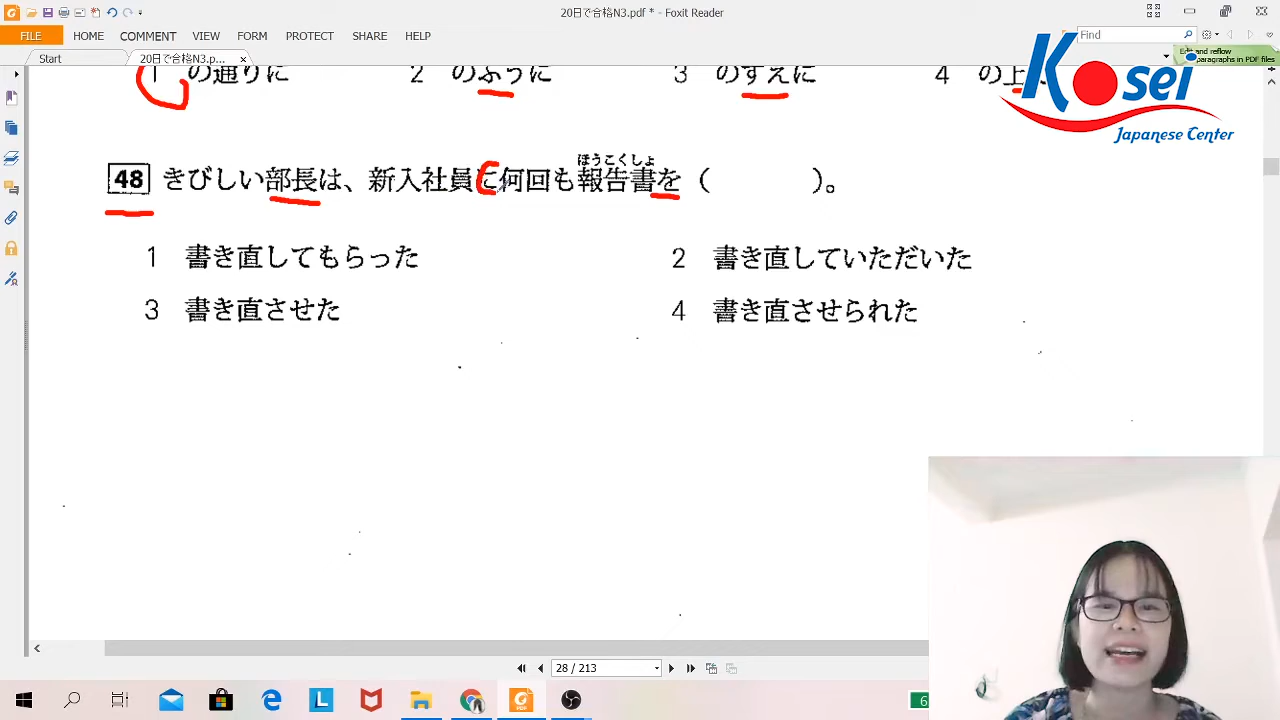 20日で合格N3.pdf * - Foxit Reader
FILE HOME COMMENT VIEW FORM PROTECT SHARE HELP
Find
Start 20日で合格N3.p... ×
paragraphs in PDF files
Kosei
Japanese Center
1 の通りに 2 のふうに 3 のすえに 4 の上に
ほうこくしょ
48 きびしい部長は、新入社員に何回も報告書を ( )。
1 書き直してもらった 2 書き直していただいた
3 書き直させた 4 書き直させられた
28 / 213
6